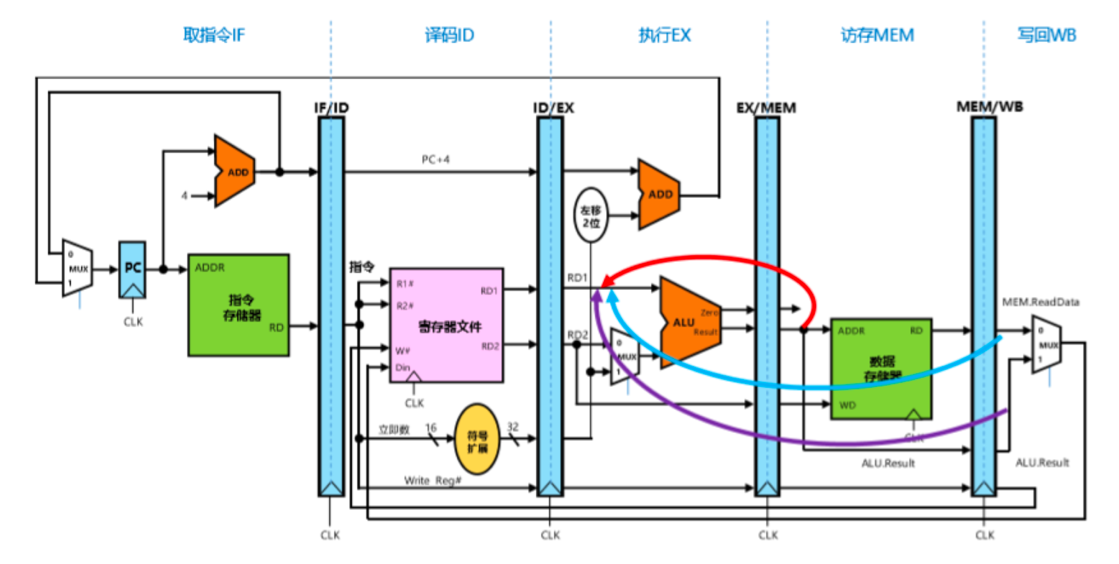 取指令IF
译码ID
执行EX
访存MEM
写回WB
IF/ID
ID/EX
EX/MEM
MEM/WB
ADD
4
PC+4
ADD
左移
2位
0
MUX
1
PC
CLK
ADDR
指令
存储器
RD
指令
R1#
R2#
W#
Din
寄存器文件
RD1
RD2
CLK
RD1
RD2
0
MUX
1
ALU
Zero
Result
ADDR
RD
数据
存储器
WD
CLK
MEM.ReadData
0
MUX
1
立即数
16
符号
扩展
32
Write Reg#
ALU.Result
ALU.Result
CLK
CLK
CLK
CLK